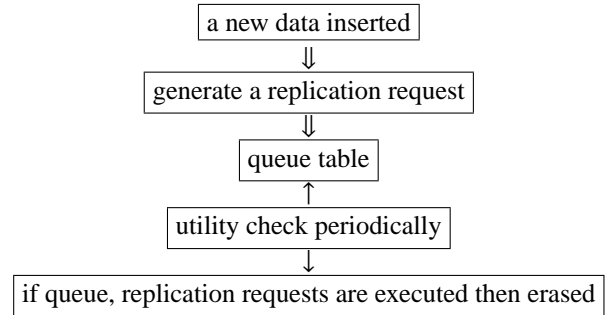 a new data inserted
⇓
generate a replication request
⇓
queue table
↑
utility check periodically
↓
if queue, replication requests are executed then erased